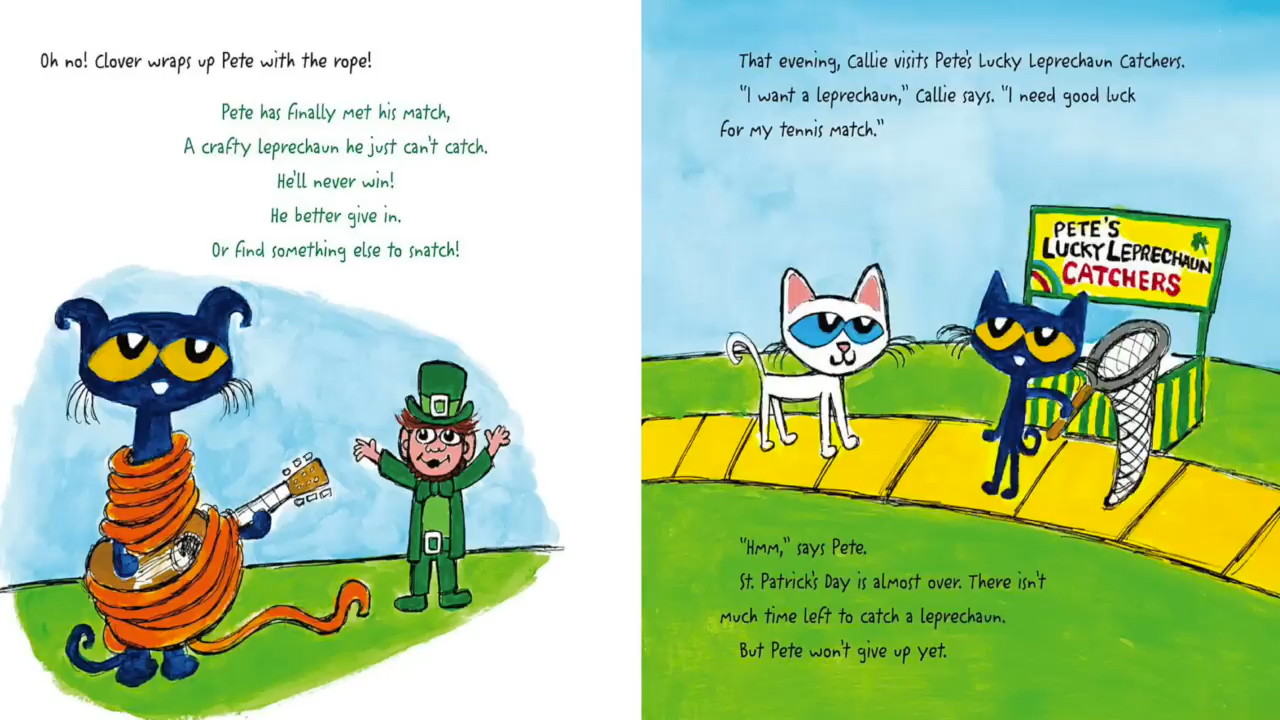 Oh no! Clover wraps up Pete with the rope!
Pete has finally met his match,
A crafty leprechaun he just can't catch.
He'll never win!
He better give in.
Or find something else to snatch!
That evening, Callie visits Pete's Lucky Leprechaun Catchers.
"I want a leprechaun," Callie says. "I need good luck
for my tennis match."
PETE'S
LUCKY LEPRECHAUN
CATCHERS
"Hmm," says Pete.
St. Patrick's Day is almost over. There isn't
much time left to catch a leprechaun.
But Pete won't give up yet.